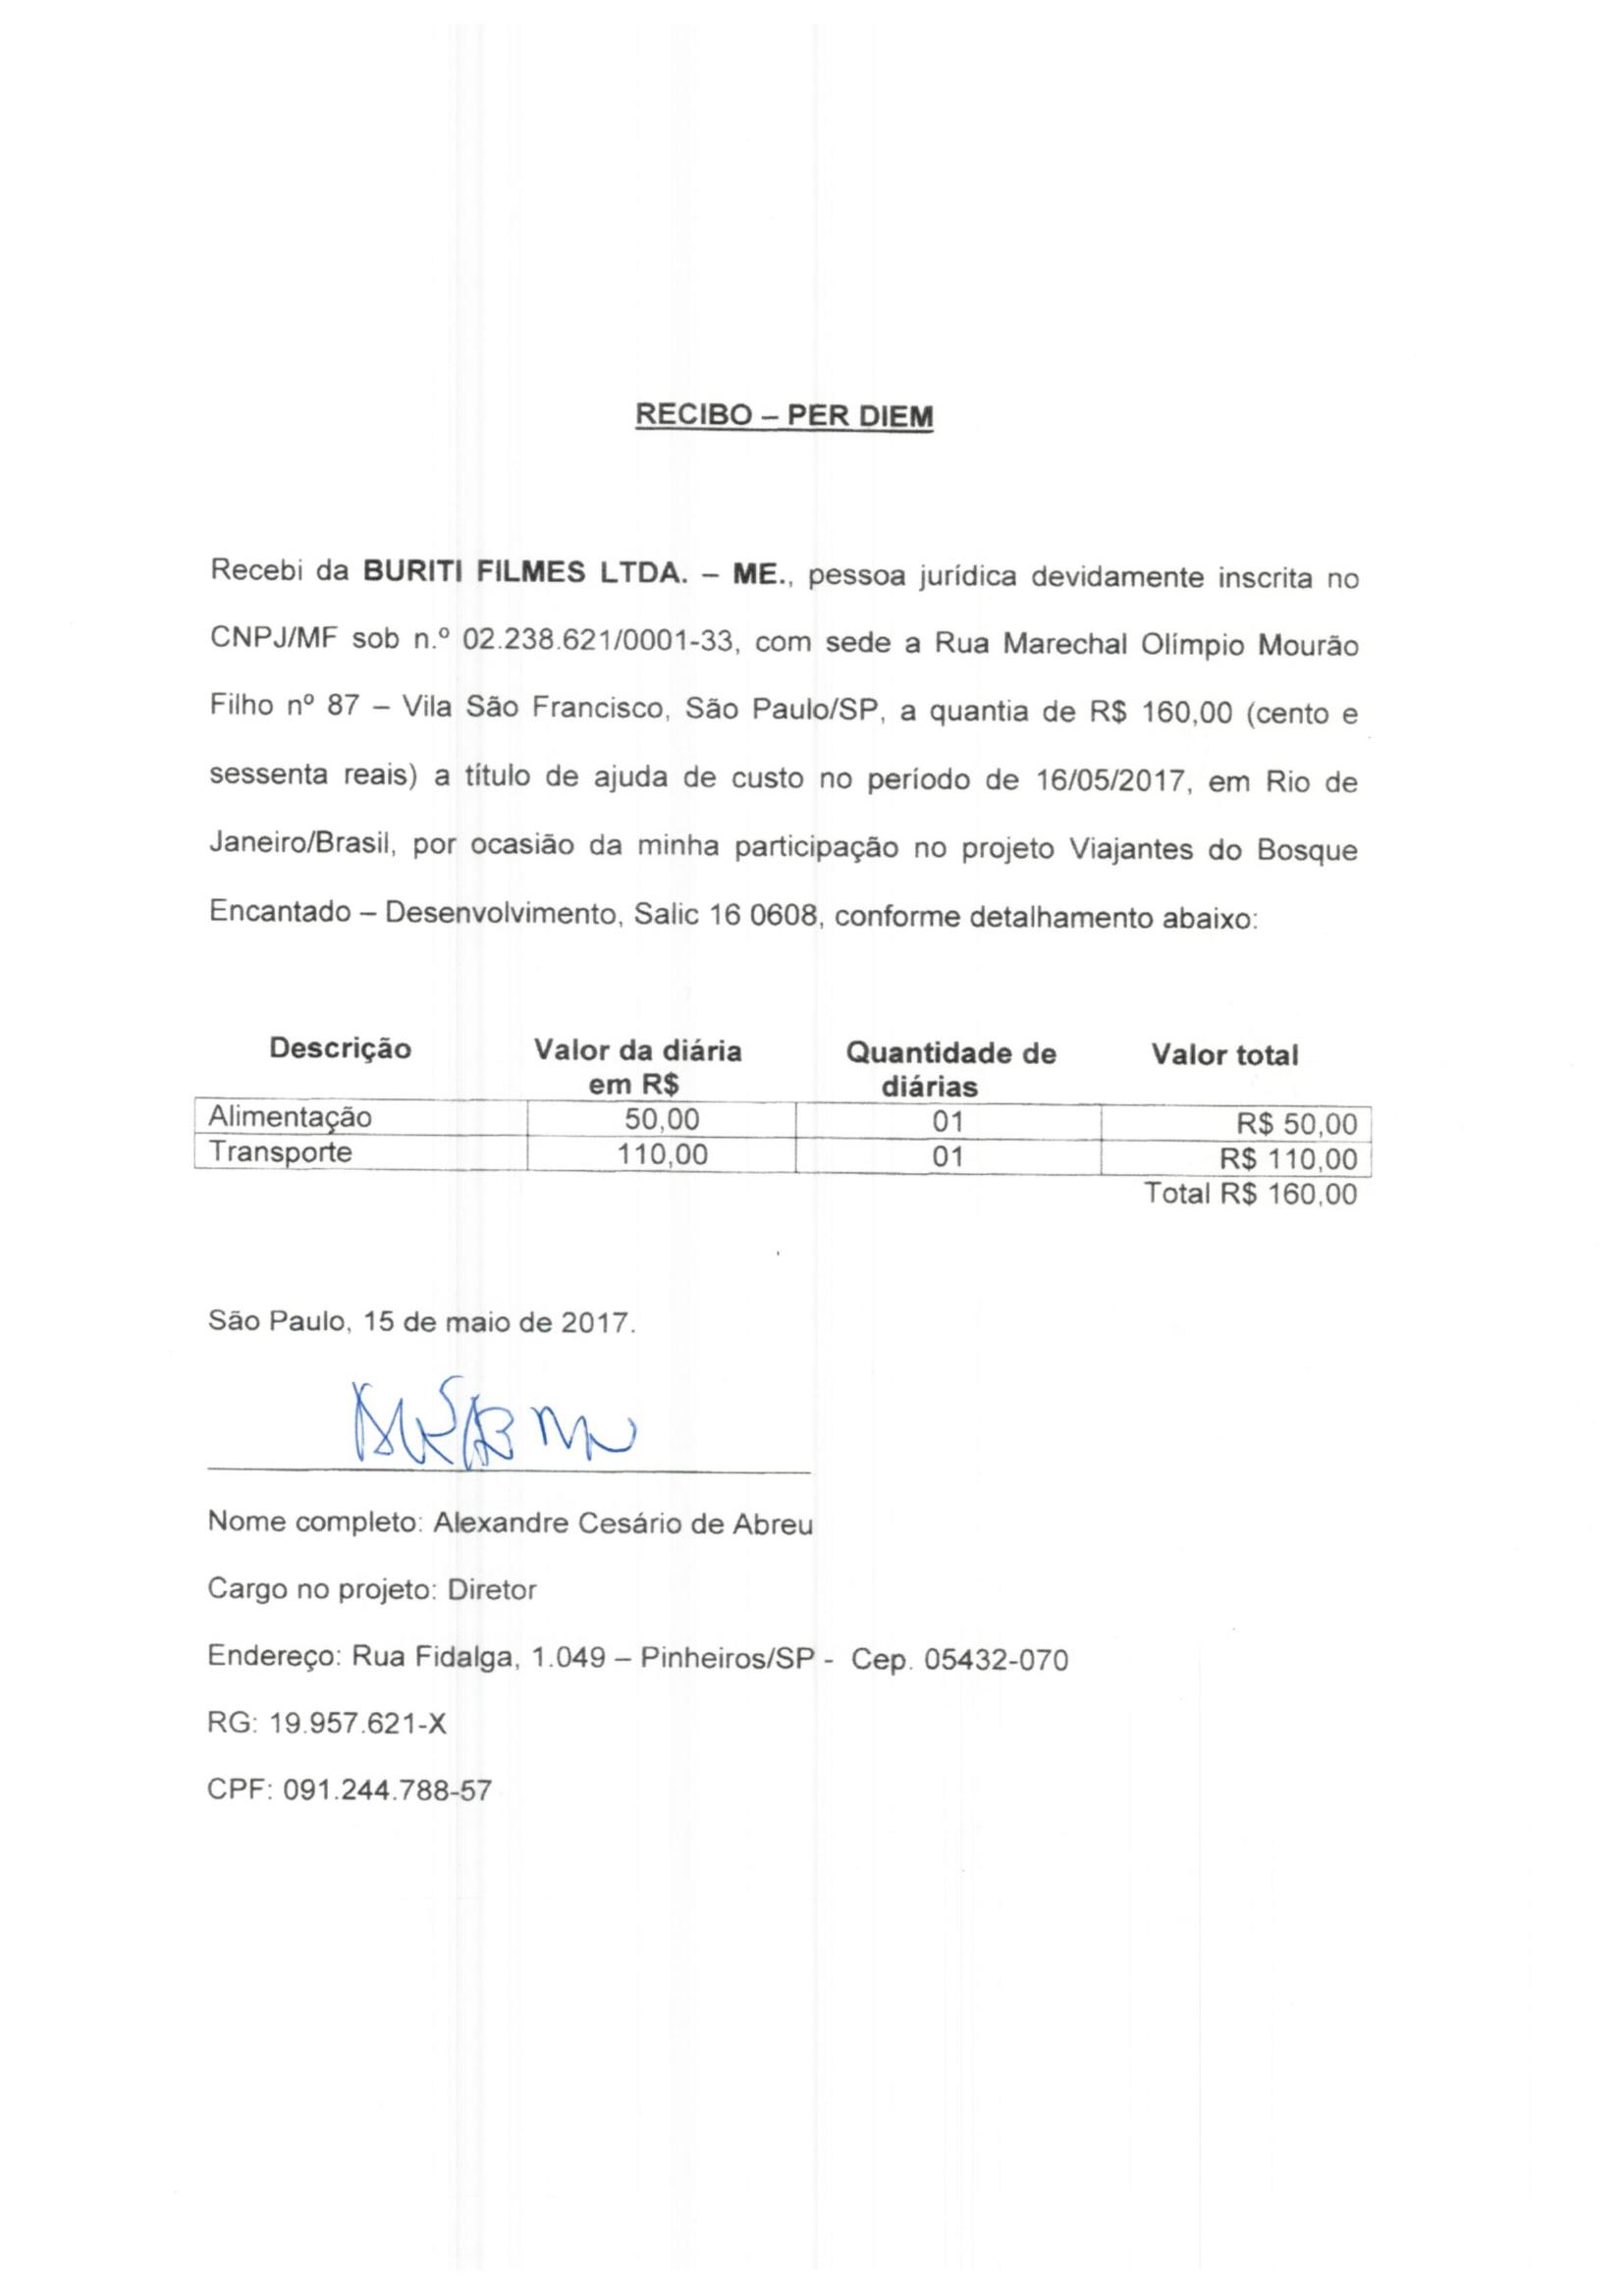 RECIBO – PER DIEM
Recebi da BURITI FILMES LTDA. – ME., pessoa jurídica devidamente inscrita no
CNPJ/MF sob n.º 02.238.621/0001-33, com sede a Rua Marechal Olímpio Mourão
Filho nº 87 – Vila São Francisco, São Paulo/SP, a quantia de R$ 160,00 (cento e
sessenta reais) a título de ajuda de custo no período de 16/05/2017, em Rio de
Janeiro/Brasil, por ocasião da minha participação no projeto Viajantes do Bosque
Encantado – Desenvolvimento, Salic 16 0608, conforme detalhamento abaixo:
Descrição Valor da diária Quantidade de Valor total
em R$ diárias
Alimentação 50,00 01 R$ 50,00
Transporte 110,00 01 R$ 110,00
Total R$ 160,00
São Paulo, 15 de maio de 2017.
Nome completo: Alexandre Cesário de Abreu
Cargo no projeto: Diretor
Endereço: Rua Fidalga, 1.049 – Pinheiros/SP - Cep. 05432-070
RG: 19.957.621-X
CPF: 091.244.788-57